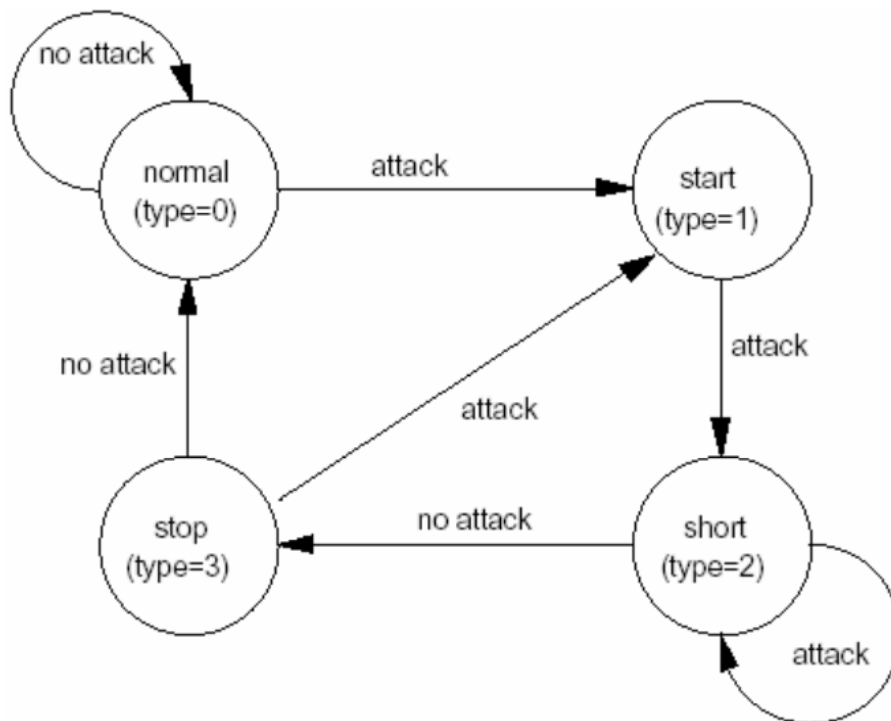 no attack
normal
(type=0)
attack
start
(type=1)
no attack
attack
attack
stop
(type=3)
no attack
short
(type=2)
attack